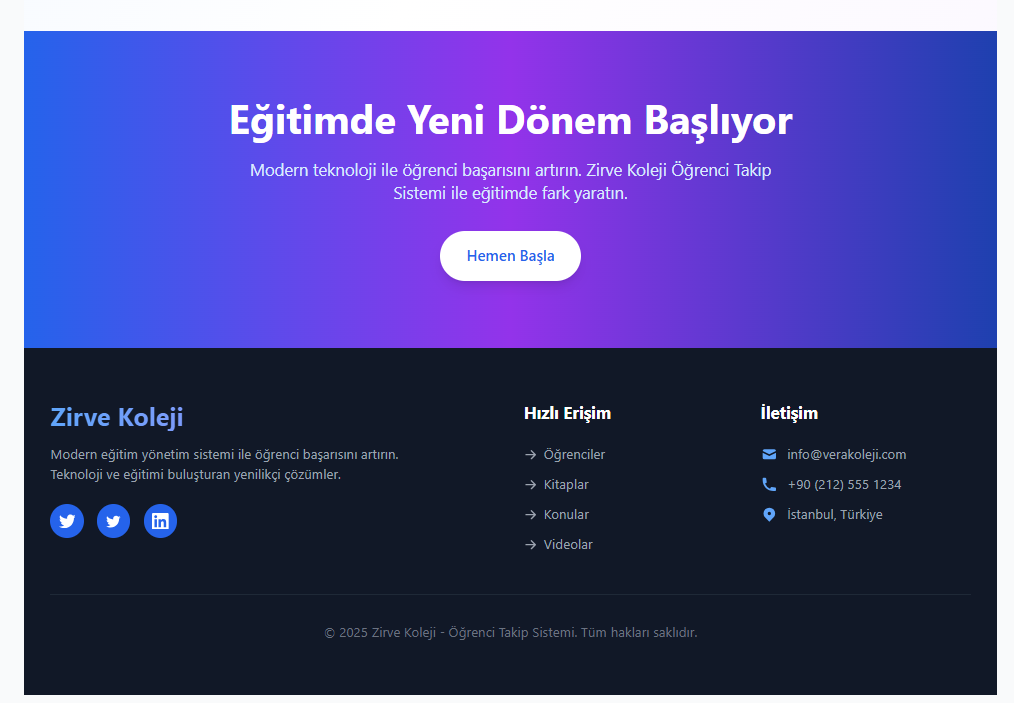 Eğitimde Yeni Dönem Başlıyor
Modern teknoloji ile öğrenci başarısını artırın. Zirve Koleji Öğrenci Takip
Sistemi ile eğitimde fark yaratın.
Hemen Başla
Zirve Koleji
Modern eğitim yönetim sistemi ile öğrenci başarısını artırın.
Teknoloji ve eğitimi buluşturan yenilikçi çözümler.
in
Hızlı Erişim
→ Öğrenciler
→ Kitaplar
→ Konular
→ Videolar
İletişim
info@verakoleji.com
+90 (212) 555 1234
İstanbul, Türkiye
© 2025 Zirve Koleji - Öğrenci Takip Sistemi. Tüm hakları saklıdır.